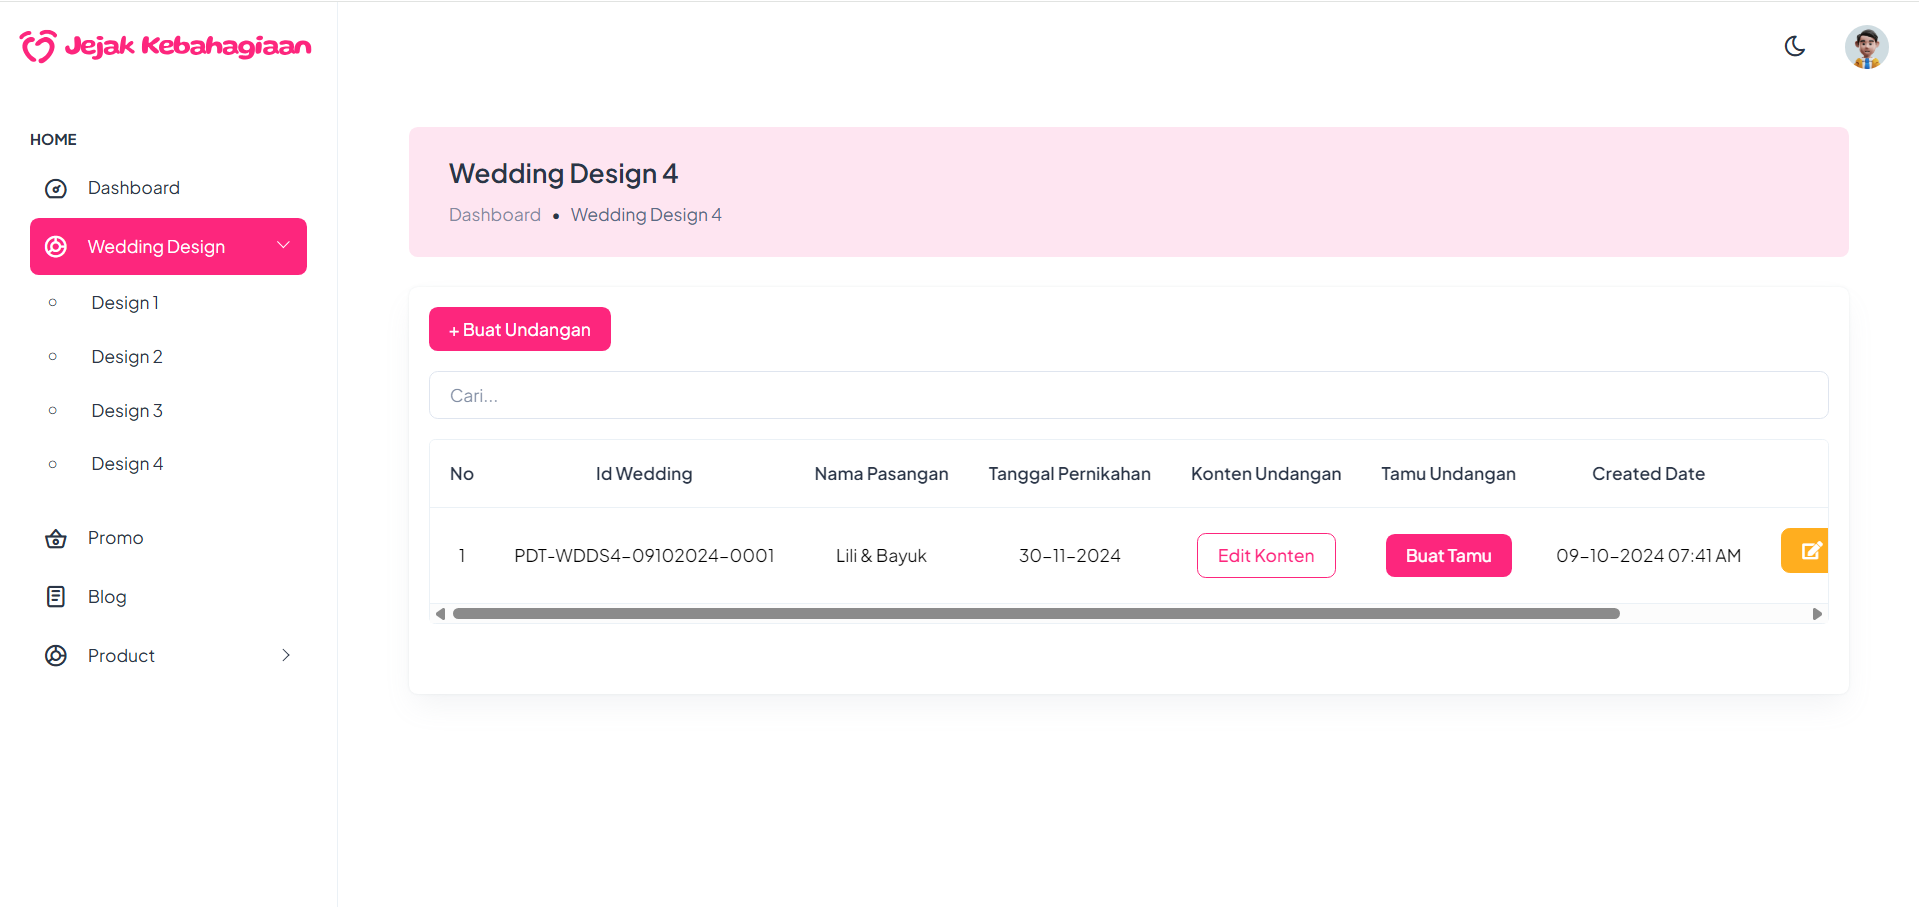 Jejak Kebahagiaan
HOME
Dashboard
Wedding Design
Design 1
Design 2
Design 3
Design 4
Promo
Blog
Product
Wedding Design 4
Dashboard • Wedding Design 4
+ Buat Undangan
Cari...
No Id Wedding Nama Pasangan Tanggal Pernikahan Konten Undangan Tamu Undangan Created Date
1 PDT-WDDS4-09102024-0001 Lili & Bayuk 30-11-2024 Edit Konten Buat Tamu 09-10-2024 07:41 AM